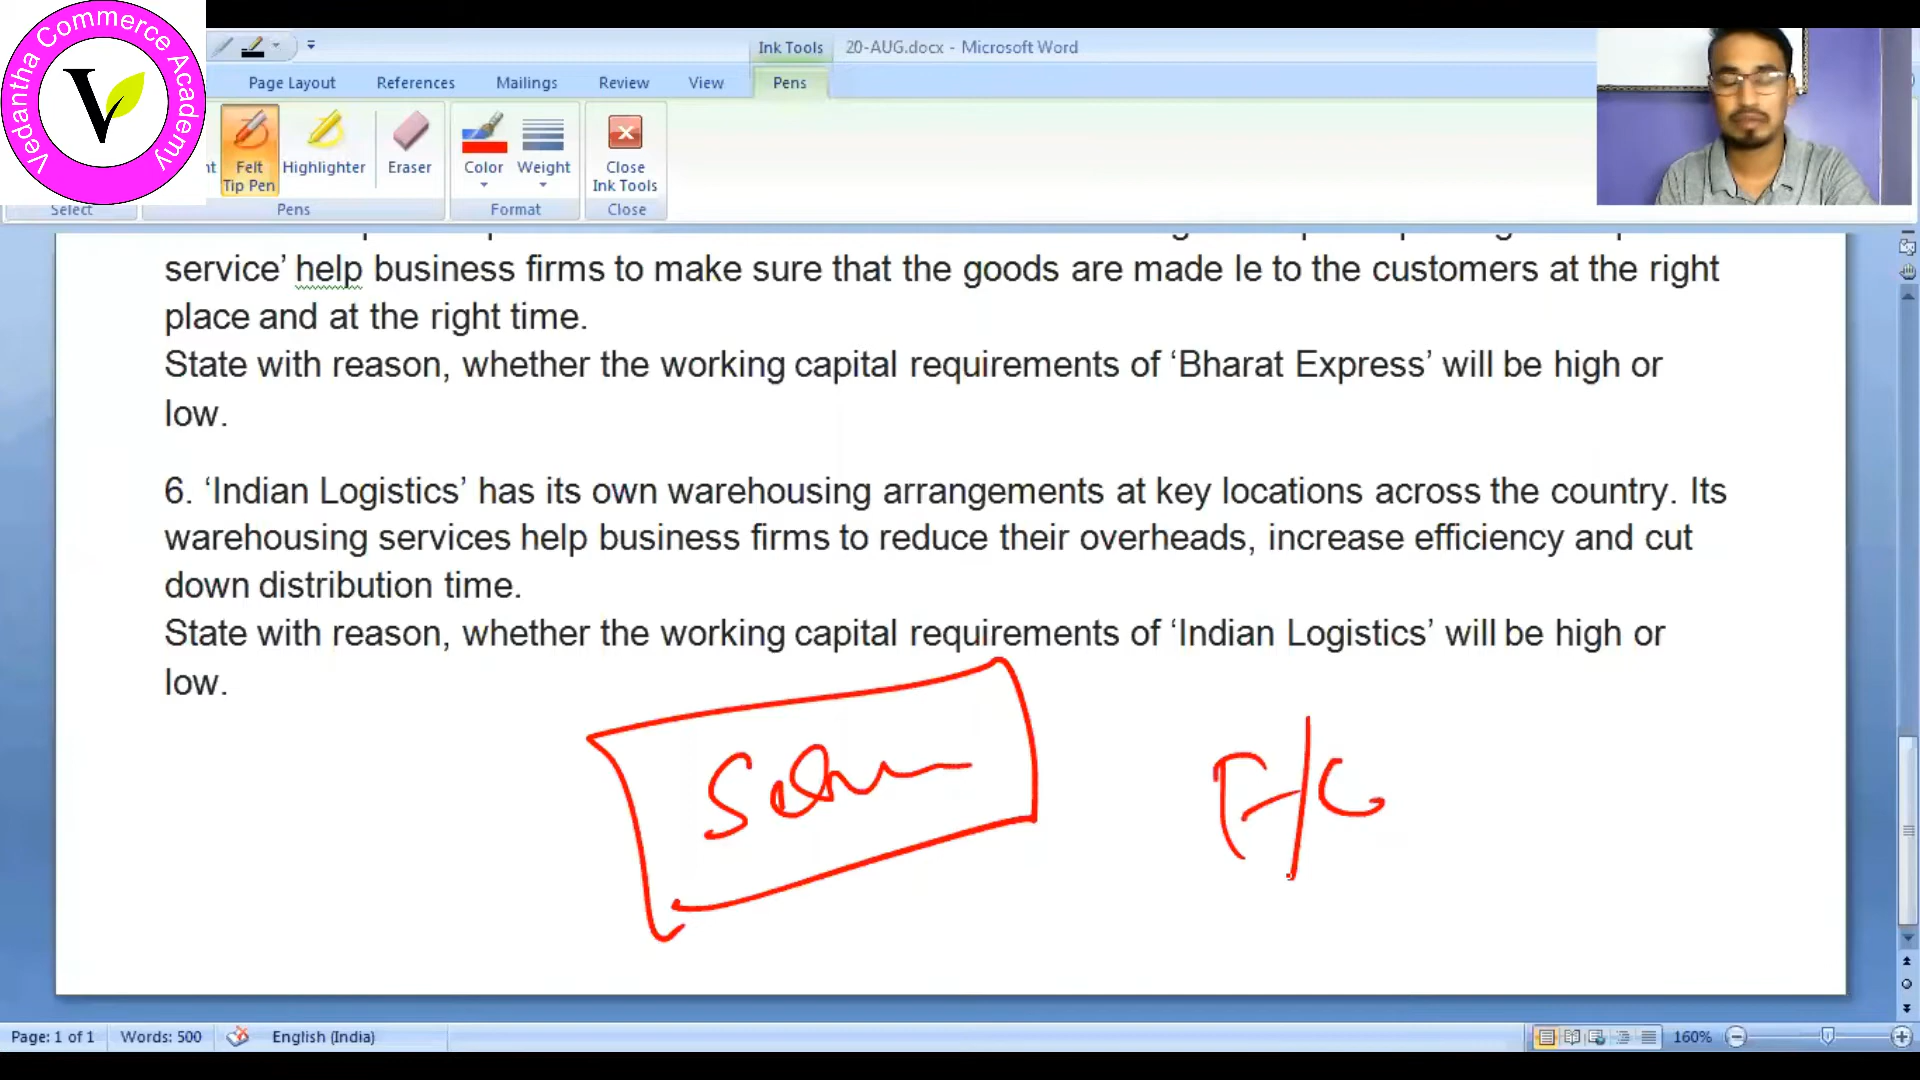 Vedantha Commerce Academy
V
Ink Tools 20-AUG.docx - Microsoft Word
Page Layout References Mailings Review View Pens
Felt Tip Pen
Highlighter
Eraser
Color
Weight
Close Ink Tools
Select Pens Format Close
service’ help business firms to make sure that the goods are made le to the customers at the right
place and at the right time.
State with reason, whether the working capital requirements of ‘Bharat Express’ will be high or
low.
6. ‘Indian Logistics’ has its own warehousing arrangements at key locations across the country. Its
warehousing services help business firms to reduce their overheads, increase efficiency and cut
down distribution time.
State with reason, whether the working capital requirements of ‘Indian Logistics’ will be high or
low.
Page: 1 of 1 Words: 500 English (India) 160%